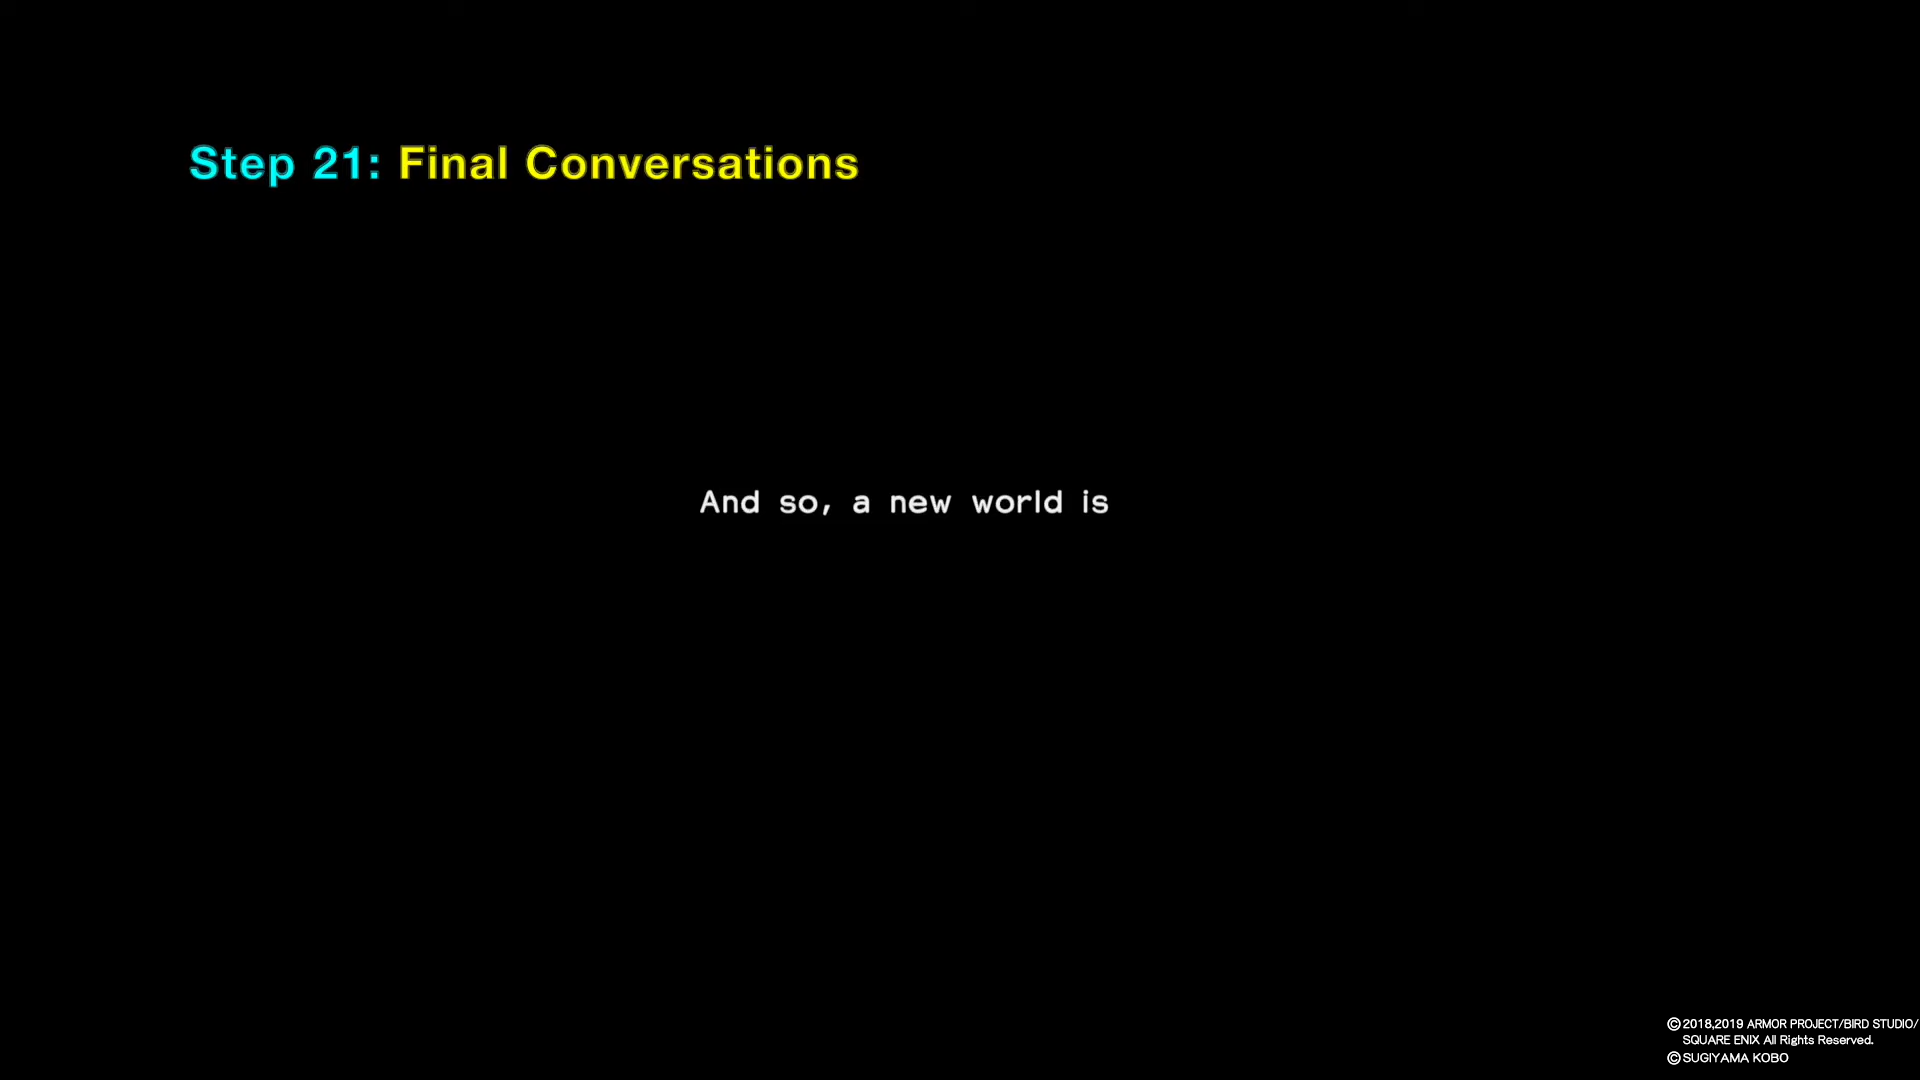 Step 21: Final Conversations
And so, a new world is
©2018,2019 ARMOR PROJECT/BIRD STUDIO/
SQUARE ENIX All Rights Reserved.
©SUGIYAMA KOBO